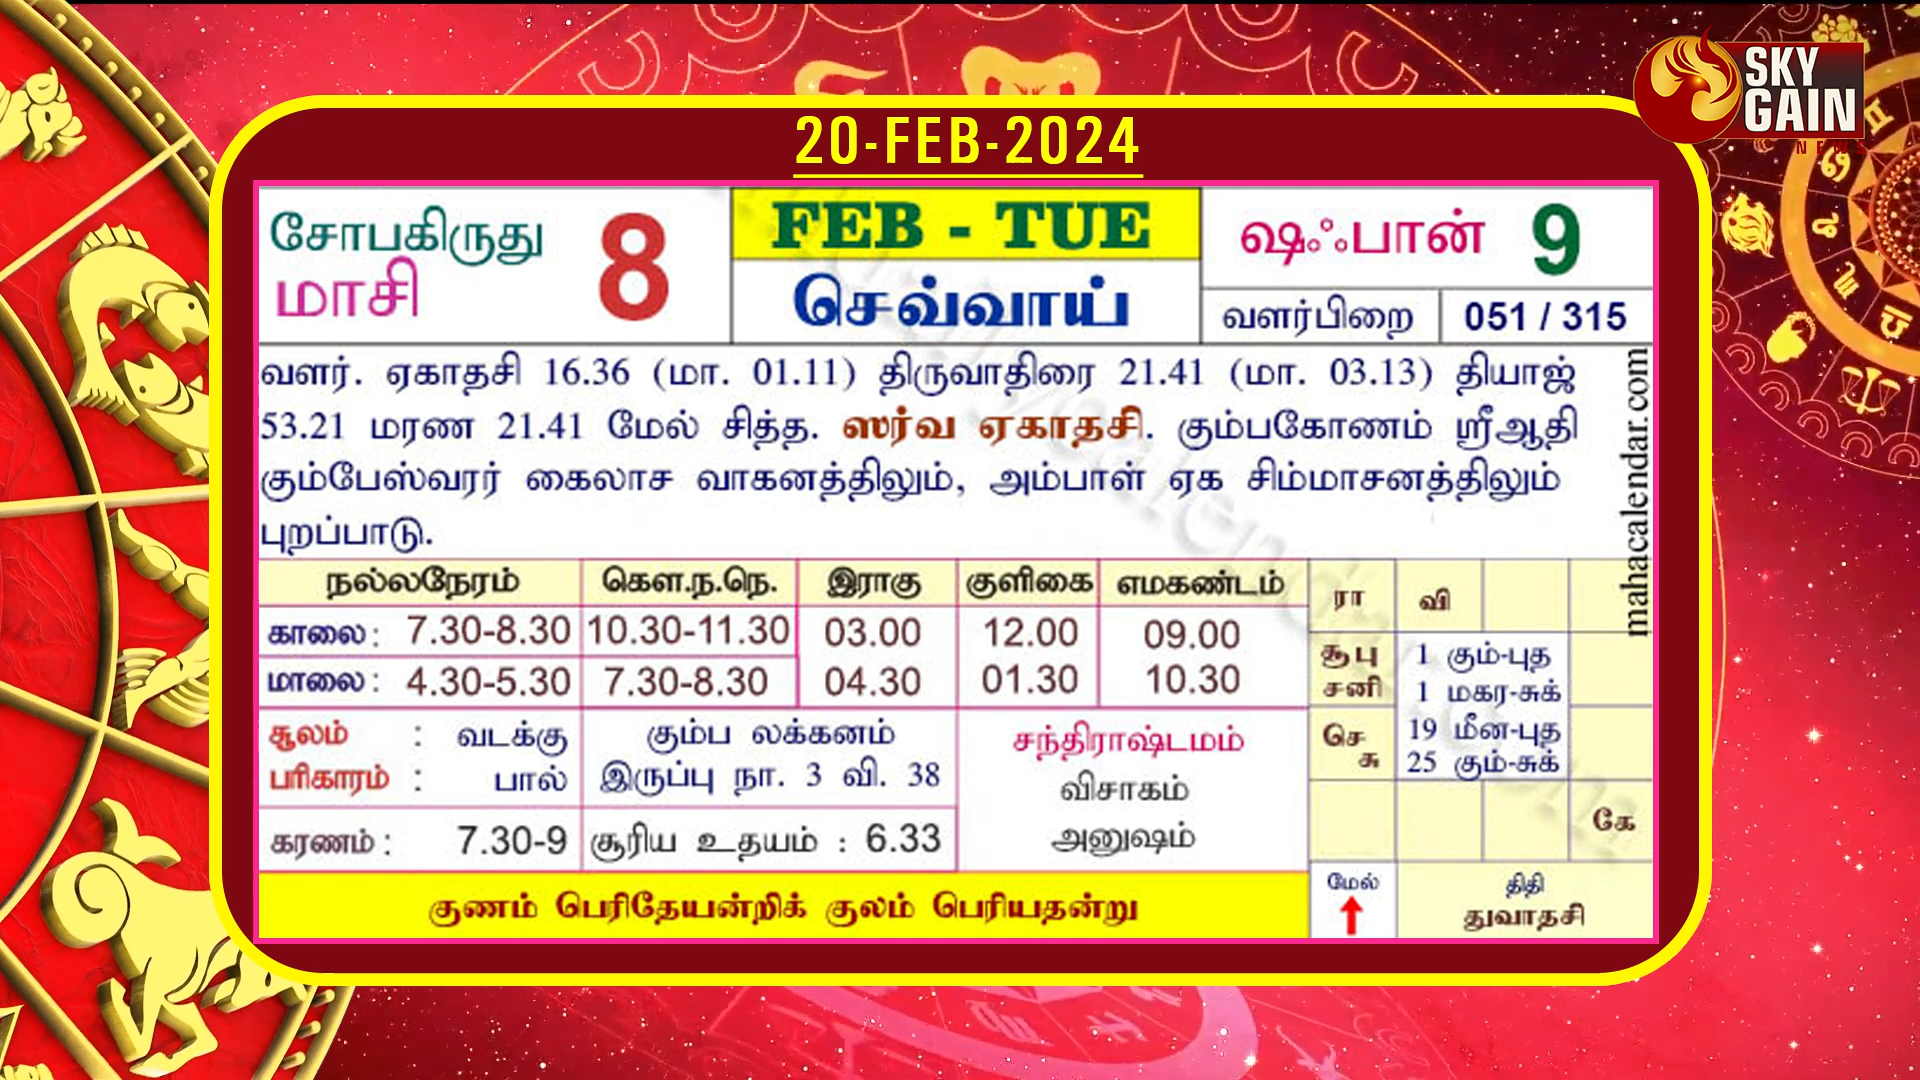 SKY
GAIN
NEWS
20-FEB-2024
சோபகிருது
மாசி
8
FEB - TUE
செவ்வாய்
ஷஃபான் 9
வளர்பிறை
051 / 315
வளர். ஏகாதசி 16.36 (மா. 01.11) திருவாதிரை 21.41 (மா. 03.13) தியாஜ்
53.21 மரண 21.41 மேல் சித்த. ஸர்வ ஏகாதசி. கும்பகோணம் ஸ்ரீஆதி
கும்பேஸ்வரர் கைலாச வாகனத்திலும், அம்பாள் ஏக சிம்மாசனத்திலும்
புறப்பாடு.
mahacalendar.com
நல்லநேரம் கௌ.ந.நெ. இராகு குளிகை எமகண்டம்
காலை : 7.30-8.30 10.30-11.30 03.00 12.00 09.00
மாலை : 4.30-5.30 7.30-8.30 04.30 01.30 10.30
சூலம் : வடக்கு
பரிகாரம் : பால்
கும்ப லக்கனம்
இருப்பு நா. 3 வி. 38
சந்திராஷ்டமம்
விசாகம்
அனுஷம்
கரணம் : 7.30-9
சூரிய உதயம் : 6.33
ரா
வி
சூ பு
சனி
செ
சு
1 கும்-புத
1 மகர-சுக்
19 மீன-புத
25 கும்-சுக்
கே
குணம் பெரிதேயன்றிக் குலம் பெரியதன்று
மேல்
திதி
துவாதசி